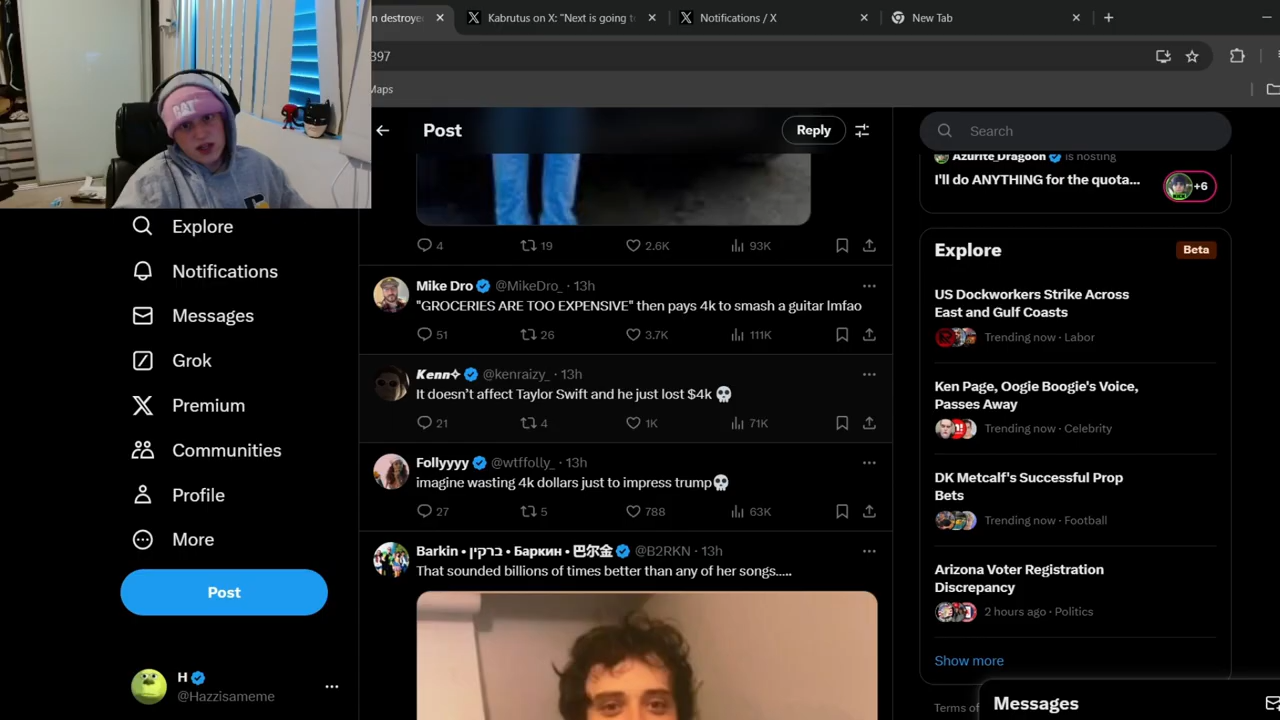 n destroye
Kabrutus on X: "Next is going to
Notifications / X
New Tab
397
Maps
CAT
Post
Reply
Search
Azurite_Dragoon is hosting
I'll do ANYTHING for the quota...
+6
Explore
Notifications
Messages
Grok
Premium
Communities
Profile
More
Post
H
@Hazzisameme
4 19 2.6K 93K
Mike Dro @MikeDro_ · 13h
"GROCERIES ARE TOO EXPENSIVE" then pays 4k to smash a guitar lmfao
51 26 3.7K 111K
Kenn✧ @kenraizy_ · 13h
It doesn’t affect Taylor Swift and he just lost $4k 💀
21 4 1K 71K
Follyyyy @wtffolly_ · 13h
imagine wasting 4k dollars just to impress trump💀
27 5 788 63K
Barkin • ברקין • Баркин • 巴尔金 @B2RKN · 13h
That sounded billions of times better than any of her songs.....
Explore
Beta
US Dockworkers Strike Across
East and Gulf Coasts
Trending now · Labor
Ken Page, Oogie Boogie's Voice,
Passes Away
Trending now · Celebrity
DK Metcalf's Successful Prop
Bets
Trending now · Football
Arizona Voter Registration
Discrepancy
2 hours ago · Politics
Show more
Terms of
Messages